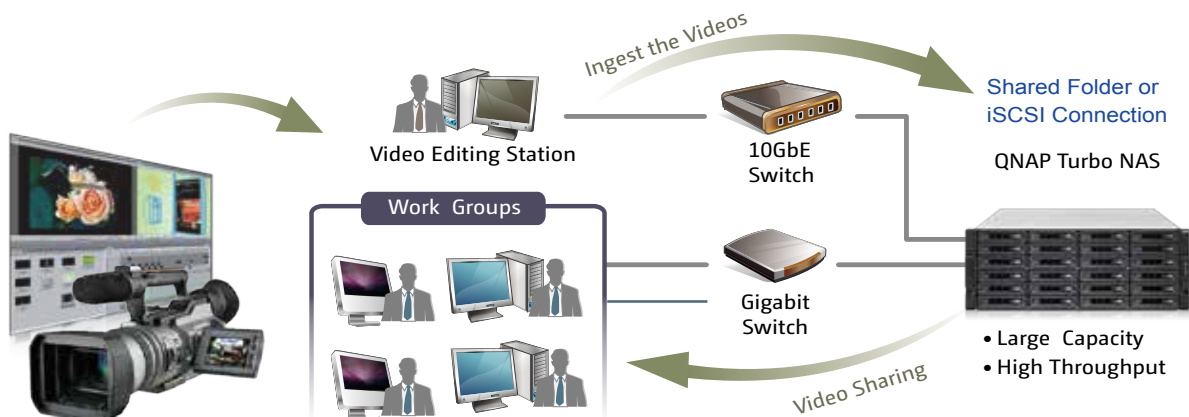 Ingest the Videos
Shared Folder or
iSCSI Connection
Video Editing Station
10GbE
Switch
QNAP Turbo NAS
Work Groups
Gigabit
Switch
• Large Capacity
• High Throughput
Video Sharing